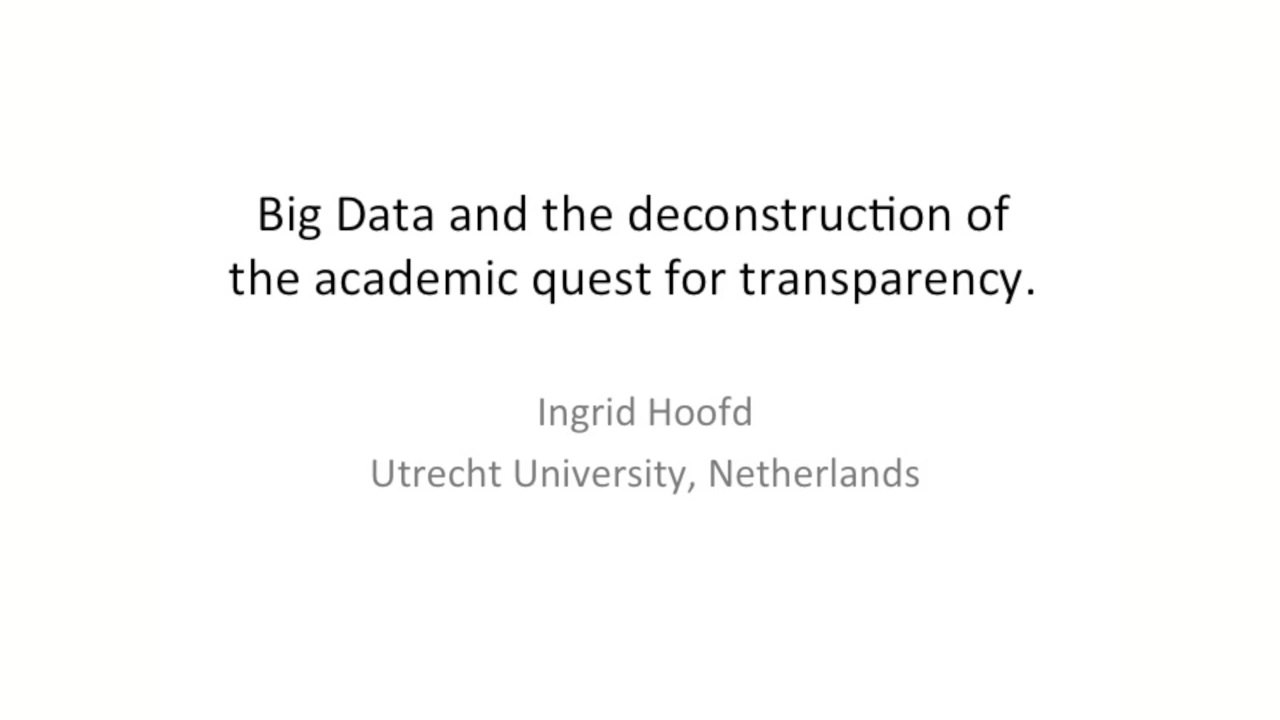 Big Data and the deconstruction of
the academic quest for transparency.
Ingrid Hoofd
Utrecht University, Netherlands